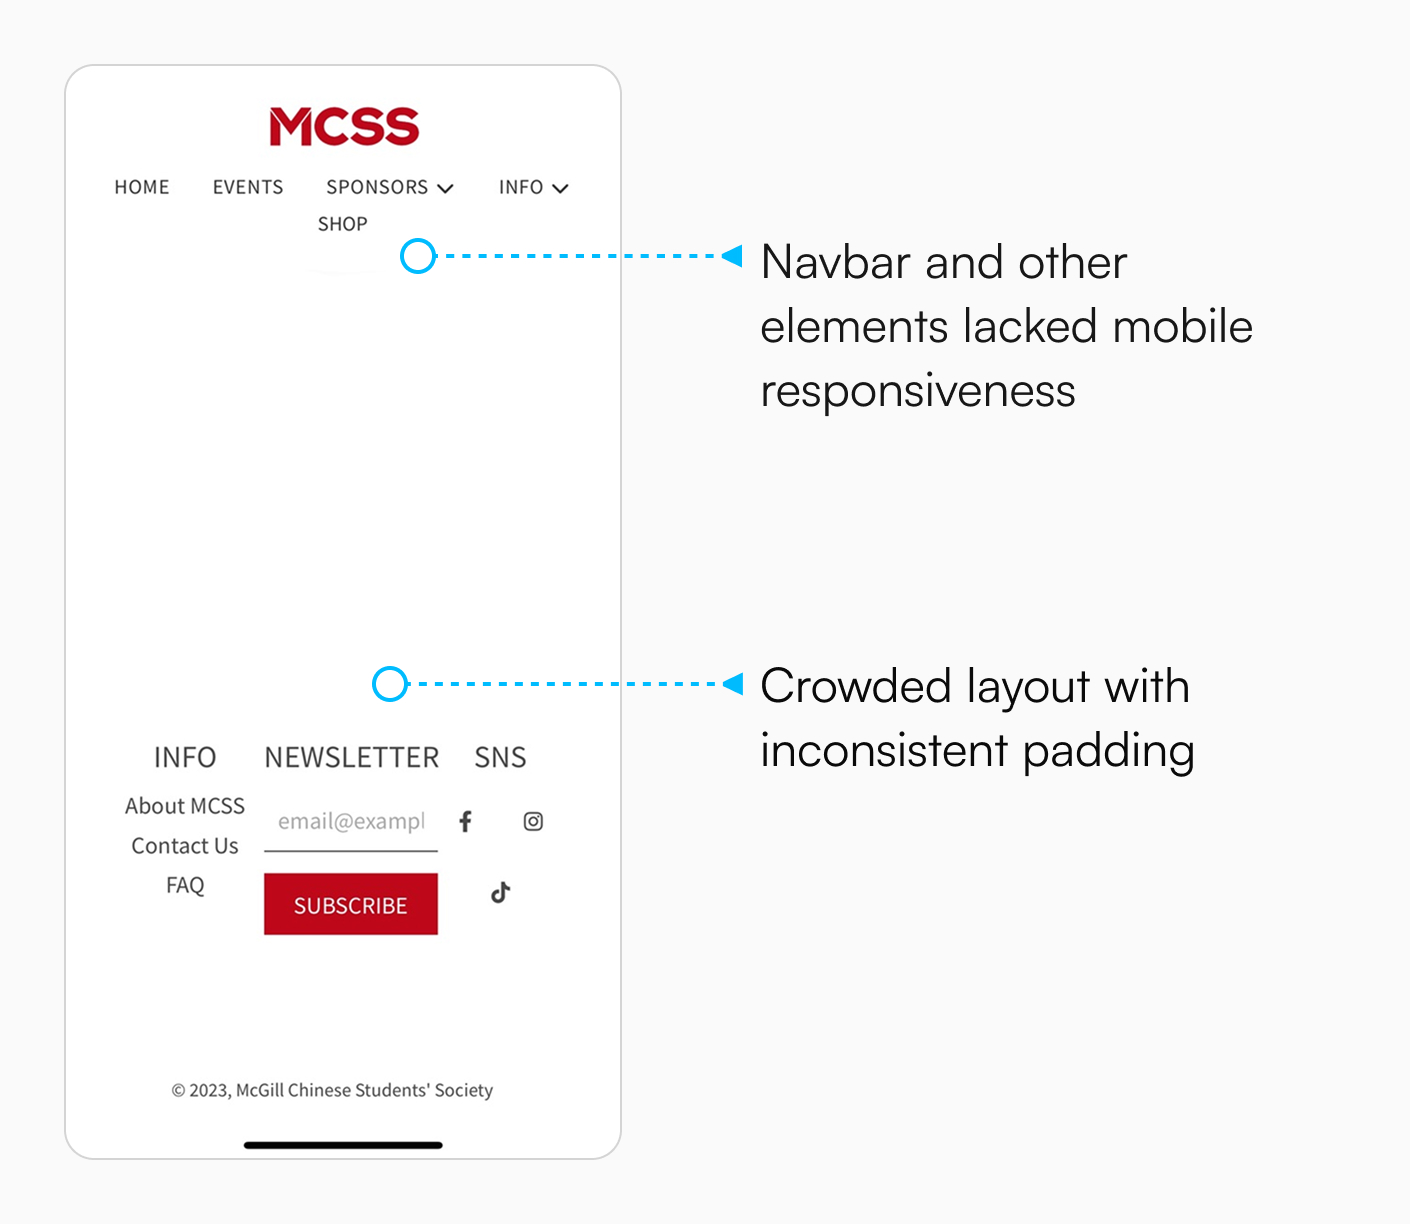 MCSS
HOME EVENTS SPONSORS INFO
SHOP
Navbar and other
elements lacked mobile
responsiveness
Crowded layout with
inconsistent padding
INFO NEWSLETTER SNS
About MCSS
email@exampl
Contact Us
FAQ
SUBSCRIBE
© 2023, McGill Chinese Students' Society